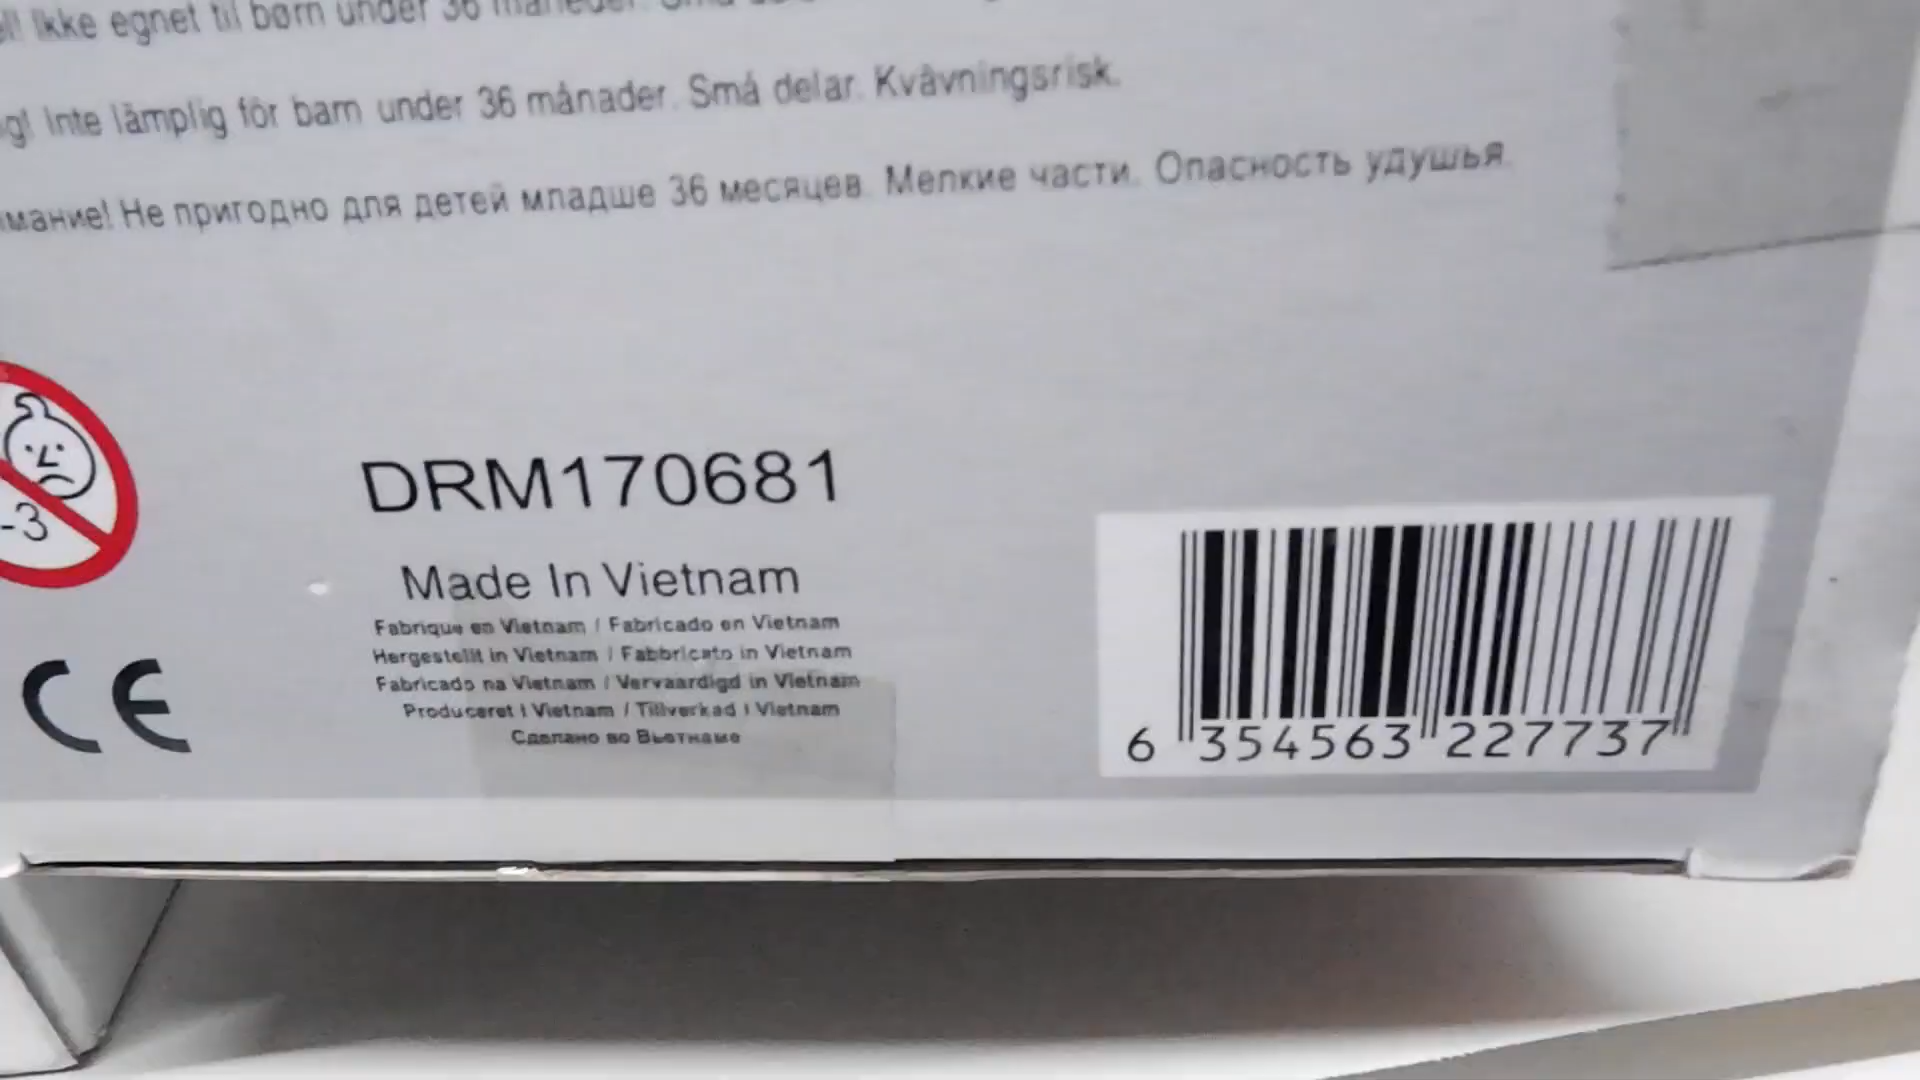 Ikke egnet til børn under 36 måneder.
Inte lämplig för barn under 36 månader. Små delar. Kvävningsrisk.
Не пригодно для детей младше 36 месяцев. Мелкие части. Опасность удушья.
-3
DRM170681
Made In Vietnam
Fabrique en Vietnam / Fabricado en Vietnam
Hergestellt in Vietnam / Fabbricato in Vietnam
Fabricado na Vietnam / Vervaardigd in Vietnam
Produceret I Vietnam / Tillverkad I Vietnam
Сделано во Вьетнаме
CE
6 354563 227737